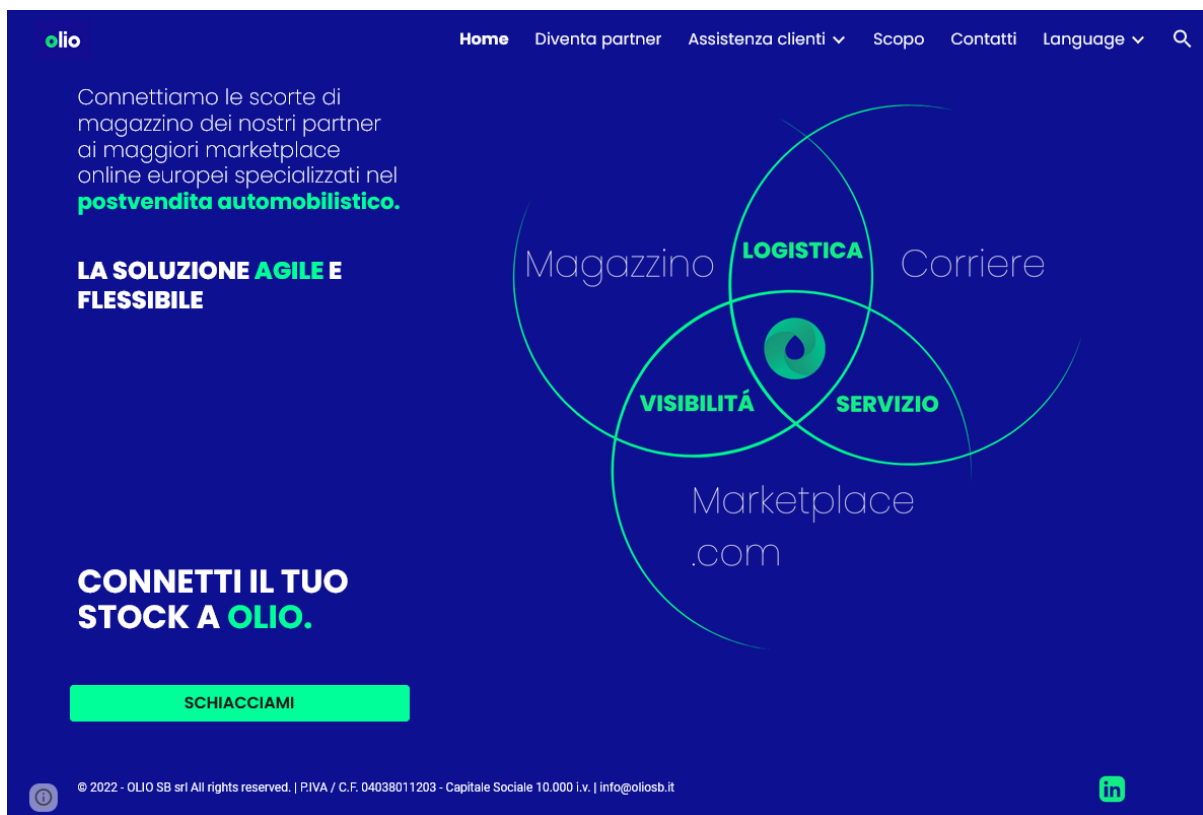 olio
Home Diventa partner Assistenza clienti Scopo Contatti Language
Connettiamo le scorte di
magazzino dei nostri partner
ai maggiori marketplace
online europei specializzati nel
postvendita automobilistico.
LA SOLUZIONE AGILE E
FLESSIBILE
Magazzino
LOGISTICA
Corriere
VISIBILITÁ
SERVIZIO
Marketplace
.com
CONNETTI IL TUO
STOCK A OLIO.
SCHIACCIAMI
© 2022 - OLIO SB srl All rights reserved. | P.IVA / C.F. 04038011203 - Capitale Sociale 10.000 i.v. | info@oliosb.it
in